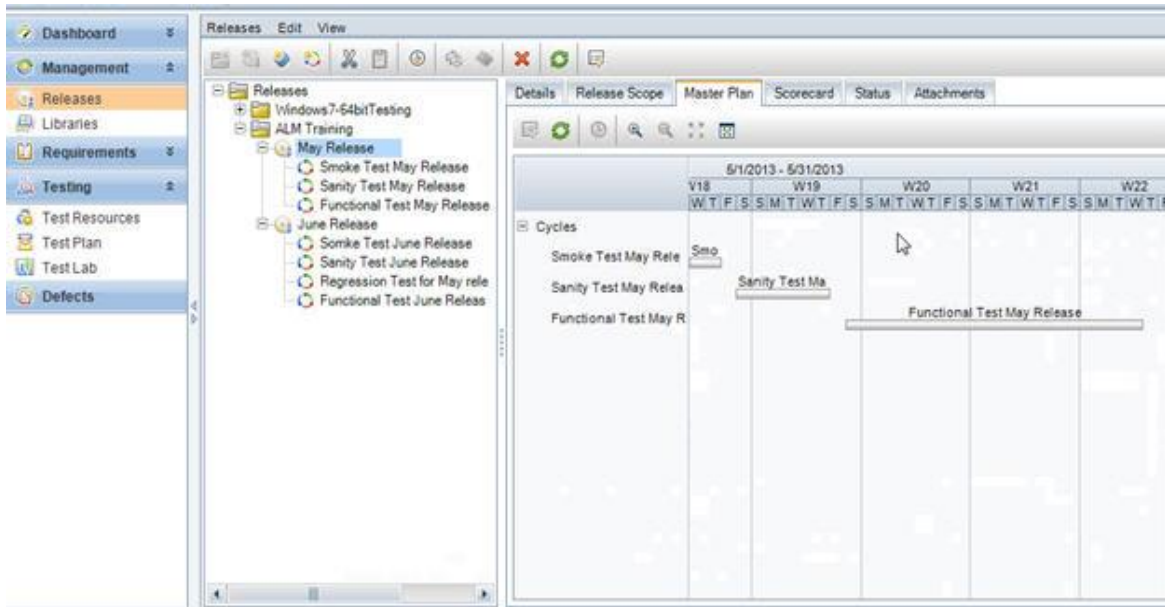 Dashboard
Management
Releases
Libraries
Requirements
Testing
Test Resources
Test Plan
Test Lab
Defects
Releases Edit View
Releases
Windows7-64bitTesting
ALM Training
May Release
Smoke Test May Release
Sanity Test May Release
Functional Test May Release
June Release
Somke Test June Release
Sanity Test June Release
Regression Test for May rele
Functional Test June Releas
Details Release Scope Master Plan Scorecard Status Attachments
5/1/2013 - 5/31/2013
V18 W19 W20 W21 W22
W T F S S M T W T F S S M T W T F S S M T W T F S S M T W T F
Cycles
Smoke Test May Rele Smo
Sanity Test May Relea Sanity Test Ma
Functional Test May R Functional Test May Release